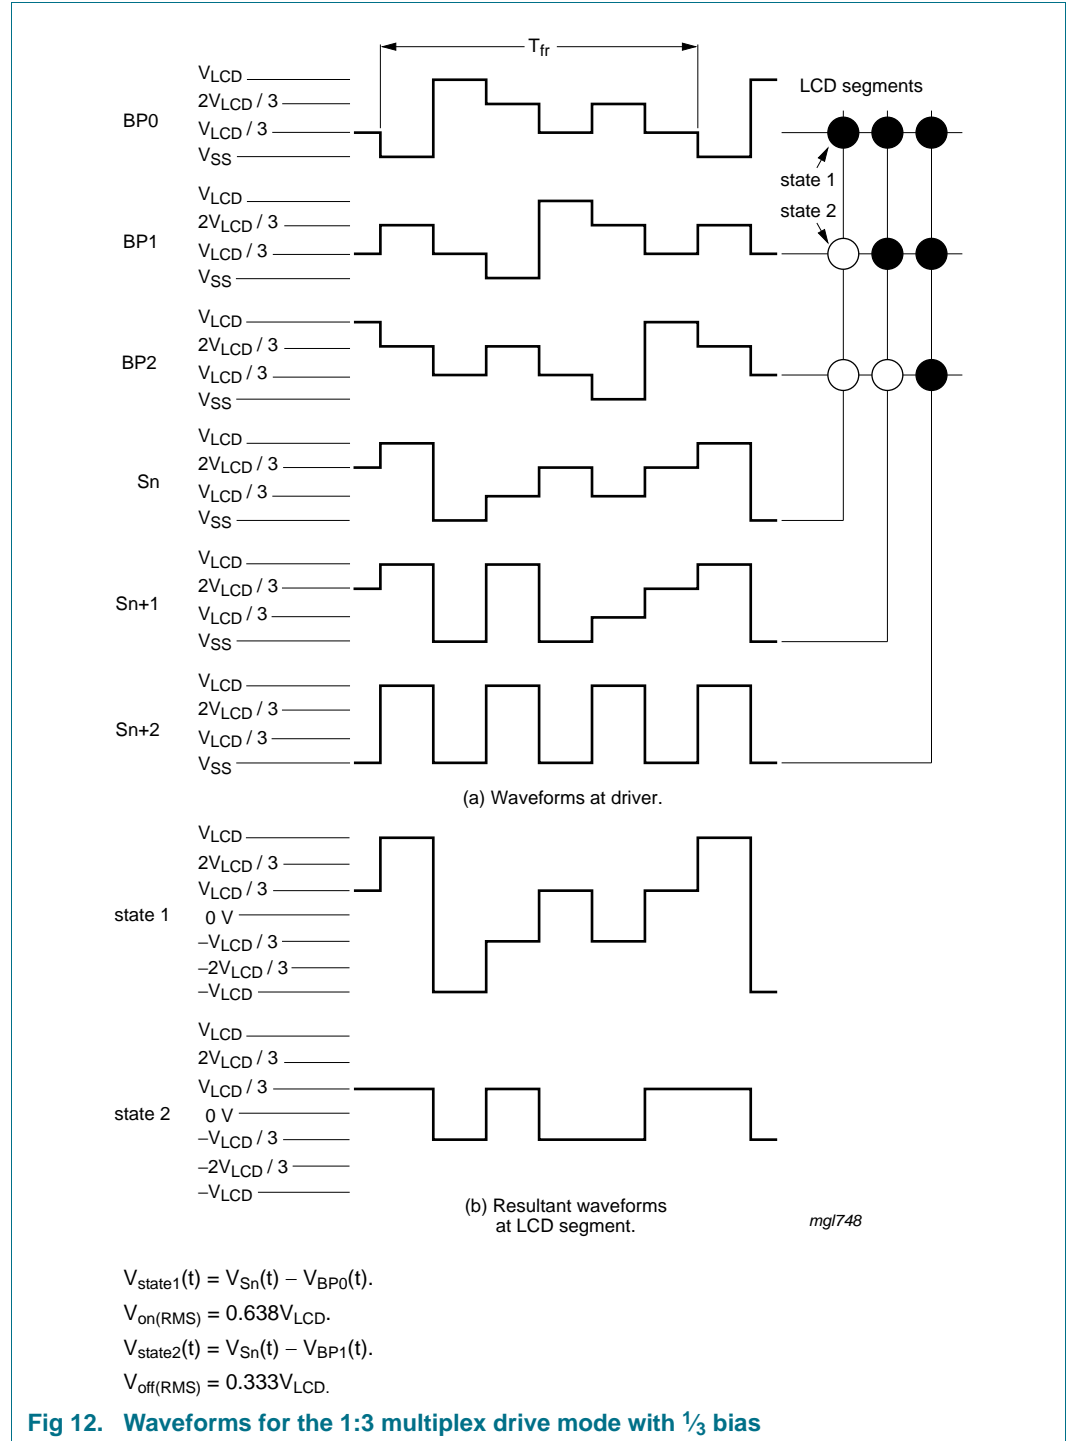 Tfr
VLCD
2VLCD / 3
BP0
VLCD / 3
VSS
LCD segments
state 1
state 2
VLCD
2VLCD / 3
BP1
VLCD / 3
VSS
VLCD
2VLCD / 3
BP2
VLCD / 3
VSS
VLCD
2VLCD / 3
Sn
VLCD / 3
VSS
VLCD
2VLCD / 3
Sn+1
VLCD / 3
VSS
VLCD
2VLCD / 3
Sn+2
VLCD / 3
VSS
(a) Waveforms at driver.
VLCD
2VLCD / 3
VLCD / 3
state 1
0 V
−VLCD / 3
−2VLCD / 3
−VLCD
VLCD
2VLCD / 3
VLCD / 3
state 2
0 V
−VLCD / 3
−2VLCD / 3
−VLCD
(b) Resultant waveforms
at LCD segment.
mgl748
Vstate1(t) = VSn(t) − VBP0(t).
Von(RMS) = 0.638VLCD.
Vstate2(t) = VSn(t) − VBP1(t).
Voff(RMS) = 0.333VLCD.
Fig 12. Waveforms for the 1:3 multiplex drive mode with 1⁄3 bias